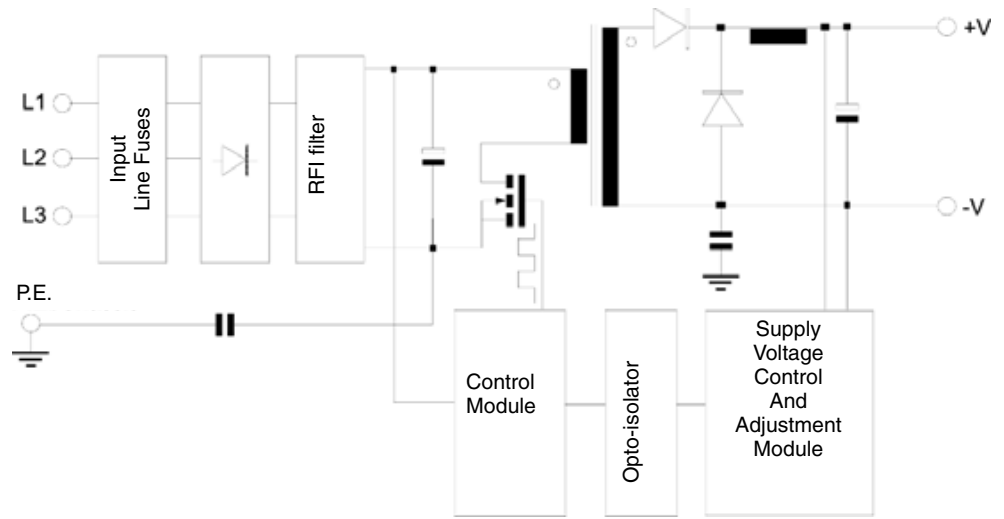 +V
L1
L2
L3
Input
Line Fuses
RFI filter
-V
P.E.
Control
Module
Opto-isolator
Supply
Voltage
Control
And
Adjustment
Module